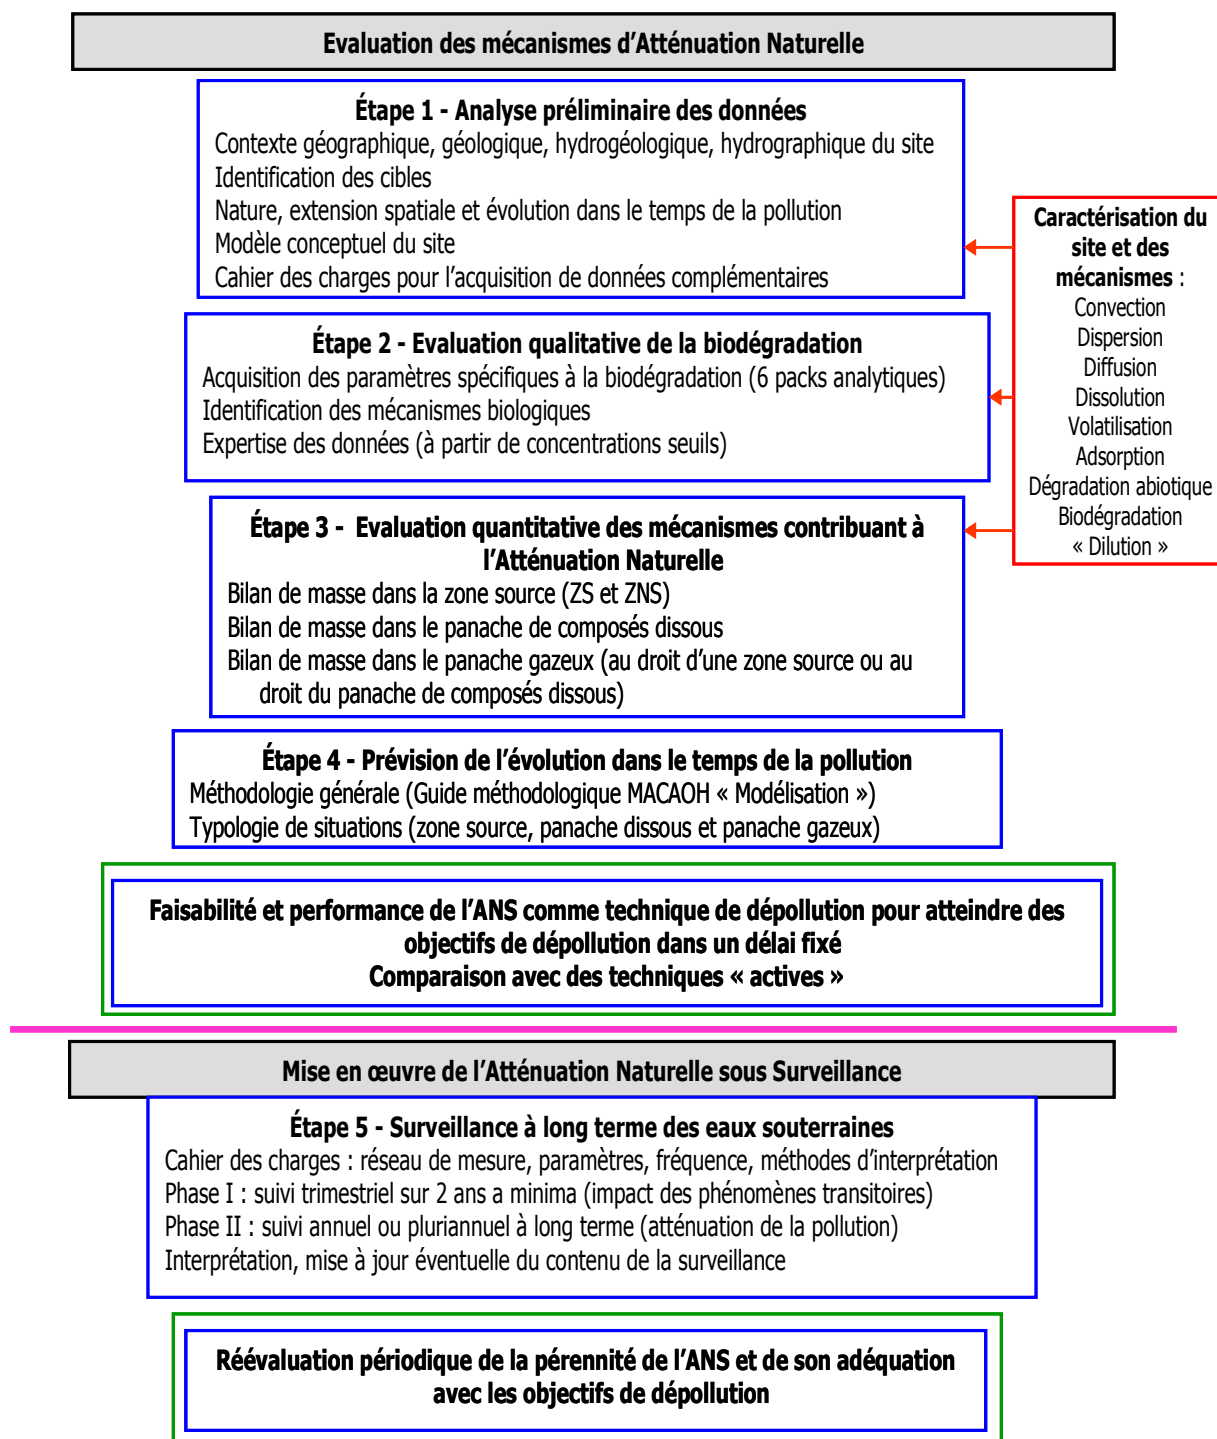 Evaluation des mécanismes d’Atténuation Naturelle
Étape 1 - Analyse préliminaire des données
Contexte géographique, géologique, hydrogéologique, hydrographique du site
Identification des cibles
Nature, extension spatiale et évolution dans le temps de la pollution
Modèle conceptuel du site
Cahier des charges pour l’acquisition de données complémentaires
Caractérisation du
site et des
mécanismes :
Convection
Dispersion
Diffusion
Dissolution
Volatilisation
Adsorption
Dégradation abiotique
Biodégradation
« Dilution »
Étape 2 - Evaluation qualitative de la biodégradation
Acquisition des paramètres spécifiques à la biodégradation (6 packs analytiques)
Identification des mécanismes biologiques
Expertise des données (à partir de concentrations seuils)
Étape 3 - Evaluation quantitative des mécanismes contribuant à
l’Atténuation Naturelle
Bilan de masse dans la zone source (ZS et ZNS)
Bilan de masse dans le panache de composés dissous
Bilan de masse dans le panache gazeux (au droit d’une zone source ou au
droit du panache de composés dissous)
Étape 4 - Prévision de l’évolution dans le temps de la pollution
Méthodologie générale (Guide méthodologique MACAOH « Modélisation »)
Typologie de situations (zone source, panache dissous et panache gazeux)
Faisabilité et performance de l’ANS comme technique de dépollution pour atteindre des
objectifs de dépollution dans un délai fixé
Comparaison avec des techniques « actives »
Mise en œuvre de l’Atténuation Naturelle sous Surveillance
Étape 5 - Surveillance à long terme des eaux souterraines
Cahier des charges : réseau de mesure, paramètres, fréquence, méthodes d’interprétation
Phase I : suivi trimestriel sur 2 ans a minima (impact des phénomènes transitoires)
Phase II : suivi annuel ou pluriannuel à long terme (atténuation de la pollution)
Interprétation, mise à jour éventuelle du contenu de la surveillance
Réévaluation périodique de la pérennité de l’ANS et de son adéquation
avec les objectifs de dépollution